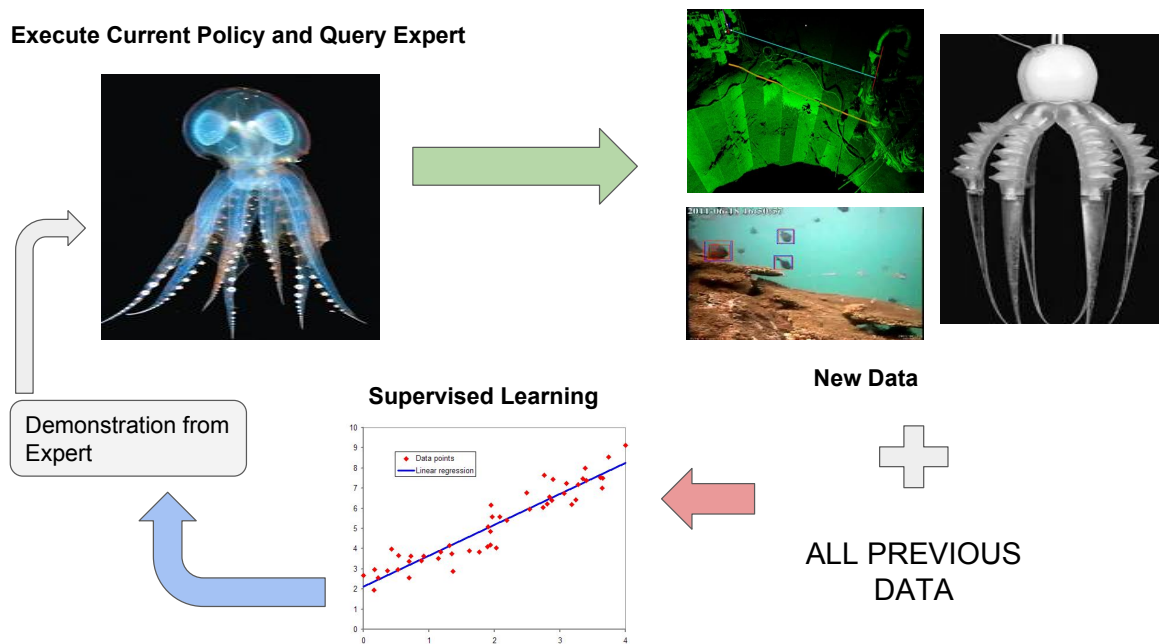 Execute Current Policy and Query Expert
New Data
Supervised Learning
Demonstration from
Expert
10
9
8
7
6
5
4
3
2
1
0
Data points
Linear regression
0 1 2 3 4
ALL PREVIOUS
DATA